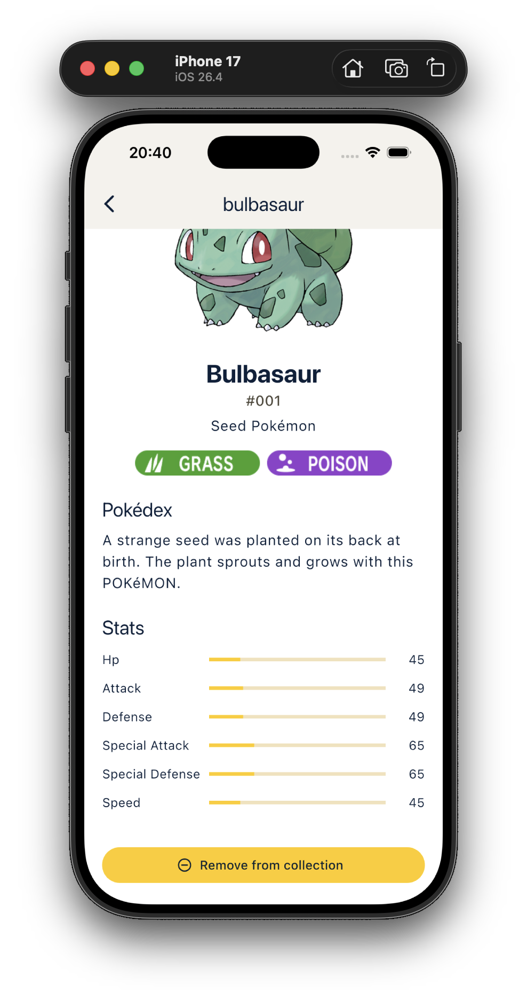 iPhone 17
iOS 26.4
20:40
bulbasaur
Bulbasaur
#001
Seed Pokémon
GRASS POISON
Pokédex
A strange seed was planted on its back at
birth. The plant sprouts and grows with this
POKéMON.
Stats
Hp 45
Attack 49
Defense 49
Special Attack 65
Special Defense 65
Speed 45
Remove from collection